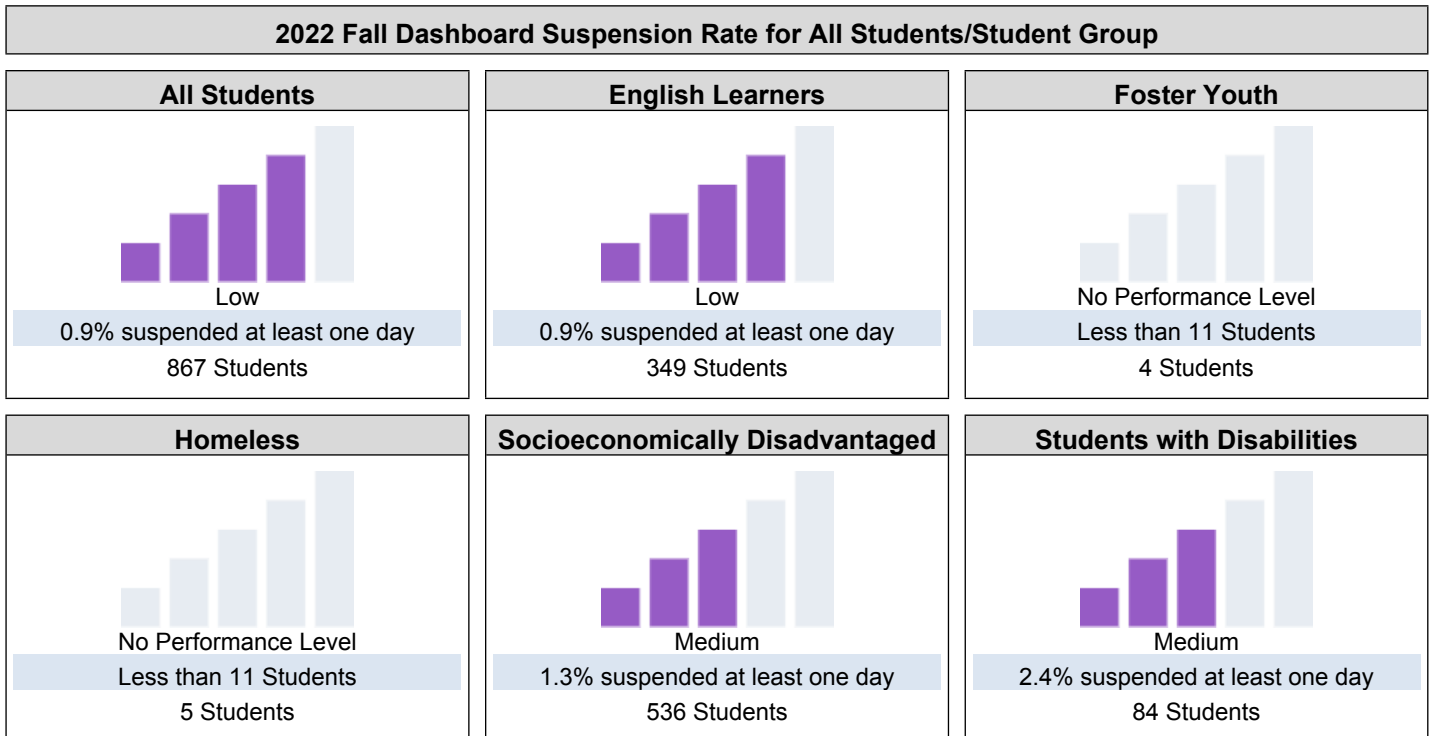 2022 Fall Dashboard Suspension Rate for All Students/Student Group
All Students
Low
0.9% suspended at least one day
867 Students
English Learners
Low
0.9% suspended at least one day
349 Students
Foster Youth
No Performance Level
Less than 11 Students
4 Students
Homeless
No Performance Level
Less than 11 Students
5 Students
Socioeconomically Disadvantaged
Medium
1.3% suspended at least one day
536 Students
Students with Disabilities
Medium
2.4% suspended at least one day
84 Students